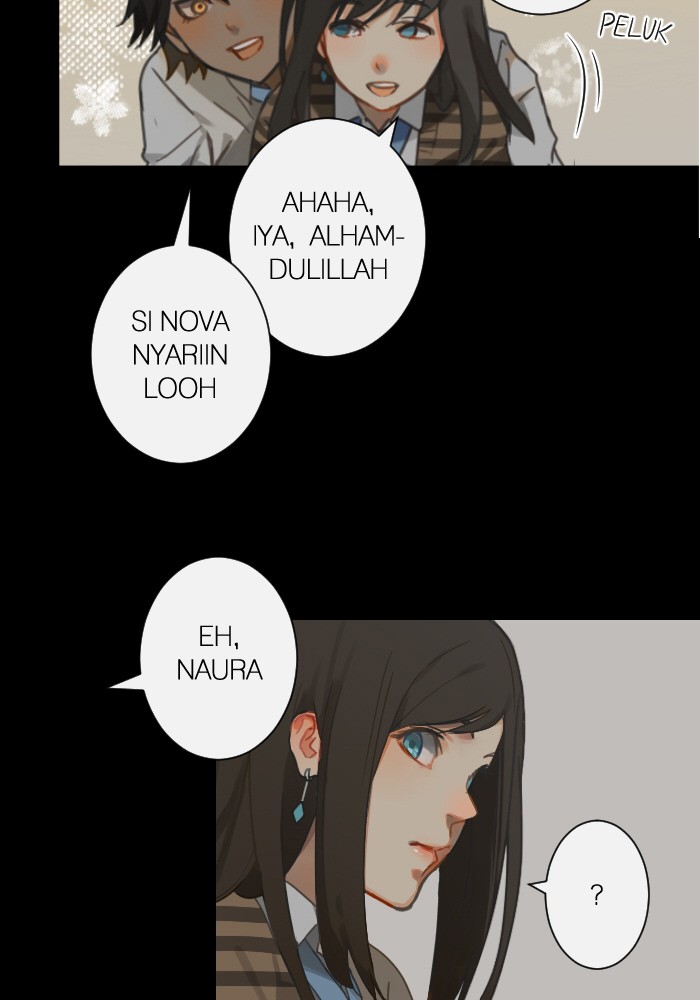 PELUK
AHAHA,
IYA, ALHAM-
DULILLAH
SI NOVA
NYARIIN
LOOH
EH,
NAURA
?